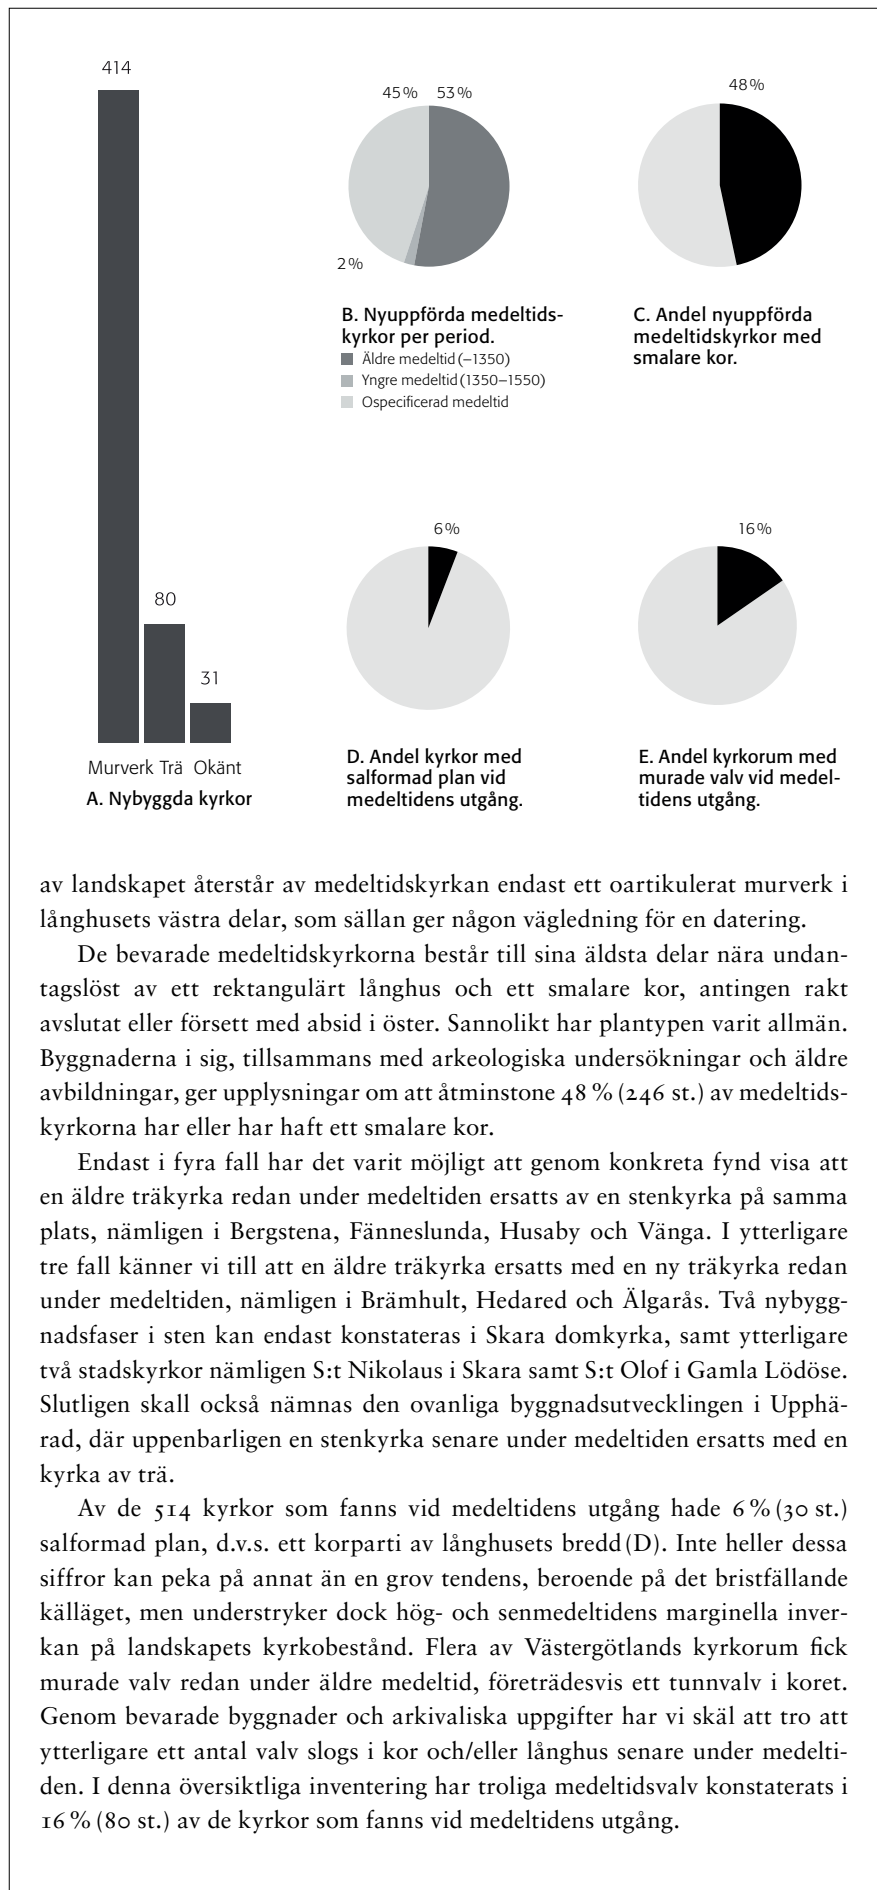 414
80
31
Murverk Trä Okänt
A. Nybyggda kyrkor
45 % 53 %
2 %
B. Nyuppförda medeltids-
kyrkor per period.
Äldre medeltid (–1350)
Yngre medeltid (1350–1550)
Ospecificerad medeltid
48 %
C. Andel nyuppförda
medeltidskyrkor med
smalare kor.
6 %
D. Andel kyrkor med
salformad plan vid
medeltidens utgång.
16 %
E. Andel kyrkorum med
murade valv vid medel-
tidens utgång.
av landskapet återstår av medeltidskyrkan endast ett oartikulerat murverk i
långhusets västra delar, som sällan ger någon vägledning för en datering.
De bevarade medeltidskyrkorna består till sina äldsta delar nära undan-
tagslöst av ett rektangulärt långhus och ett smalare kor, antingen rakt
avslutat eller försett med absid i öster. Sannolikt har plantypen varit allmän.
Byggnaderna i sig, tillsammans med arkeologiska undersökningar och äldre
avbildningar, ger upplysningar om att åtminstone 48 % (246 st.) av medeltids-
kyrkorna har eller har haft ett smalare kor.
Endast i fyra fall har det varit möjligt att genom konkreta fynd visa att
en äldre träkyrka redan under medeltiden ersatts av en stenkyrka på samma
plats, nämligen i Bergstena, Fänneslunda, Husaby och Vänga. I ytterligare
tre fall känner vi till att en äldre träkyrka ersatts med en ny träkyrka redan
under medeltiden, nämligen i Brämhult, Hedared och Älgarås. Två nybygg-
nadsfaser i sten kan endast konstateras i Skara domkyrka, samt ytterligare
två stadskyrkor nämligen S:t Nikolaus i Skara samt S:t Olof i Gamla Lödöse.
Slutligen skall också nämnas den ovanliga byggnadsutvecklingen i Upphä-
rad, där uppenbarligen en stenkyrka senare under medeltiden ersatts med en
kyrka av trä.
Av de 514 kyrkor som fanns vid medeltidens utgång hade 6 % (30 st.)
salformad plan, d.v.s. ett korparti av långhusets bredd (D). Inte heller dessa
siffror kan peka på annat än en grov tendens, beroende på det bristfällande
källäget, men understryker dock hög- och senmedeltidens marginella inver-
kan på landskapets kyrkobestånd. Flera av Västergötlands kyrkorum fick
murade valv redan under äldre medeltid, företrädesvis ett tunnvalv i koret.
Genom bevarade byggnader och arkivaliska uppgifter har vi skäl att tro att
ytterligare ett antal valv slogs i kor och/eller långhus senare under medelti-
den. I denna översiktliga inventering har troliga medeltidsvalv konstaterats i
16 % (80 st.) av de kyrkor som fanns vid medeltidens utgång.